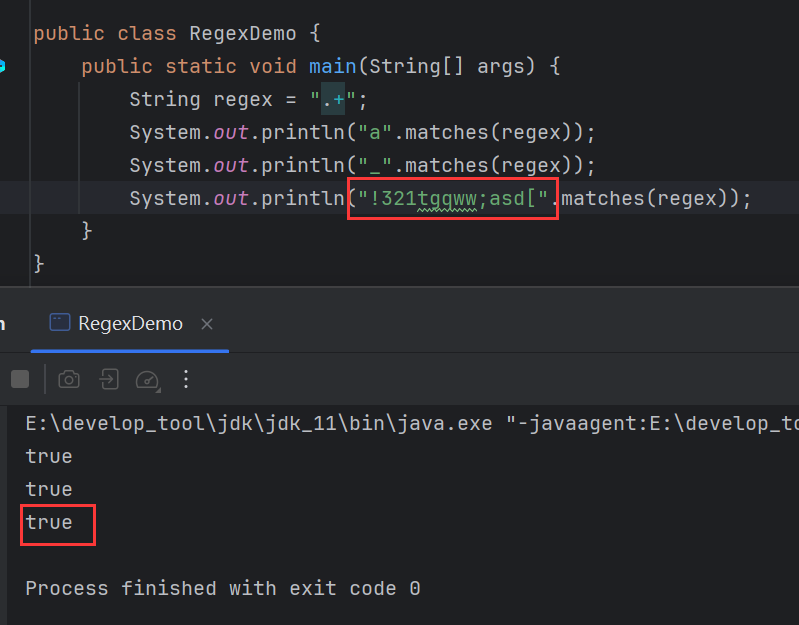 public class RegexDemo {
public static void main(String[] args) {
String regex = ".+";
System.out.println("a".matches(regex));
System.out.println("_".matches(regex));
System.out.println("!321tgqww;asd[".matches(regex));
}
}
RegexDemo
E:\develop_tool\jdk\jdk_11\bin\java.exe "-javaagent:E:\develop_to
true
true
true
Process finished with exit code 0